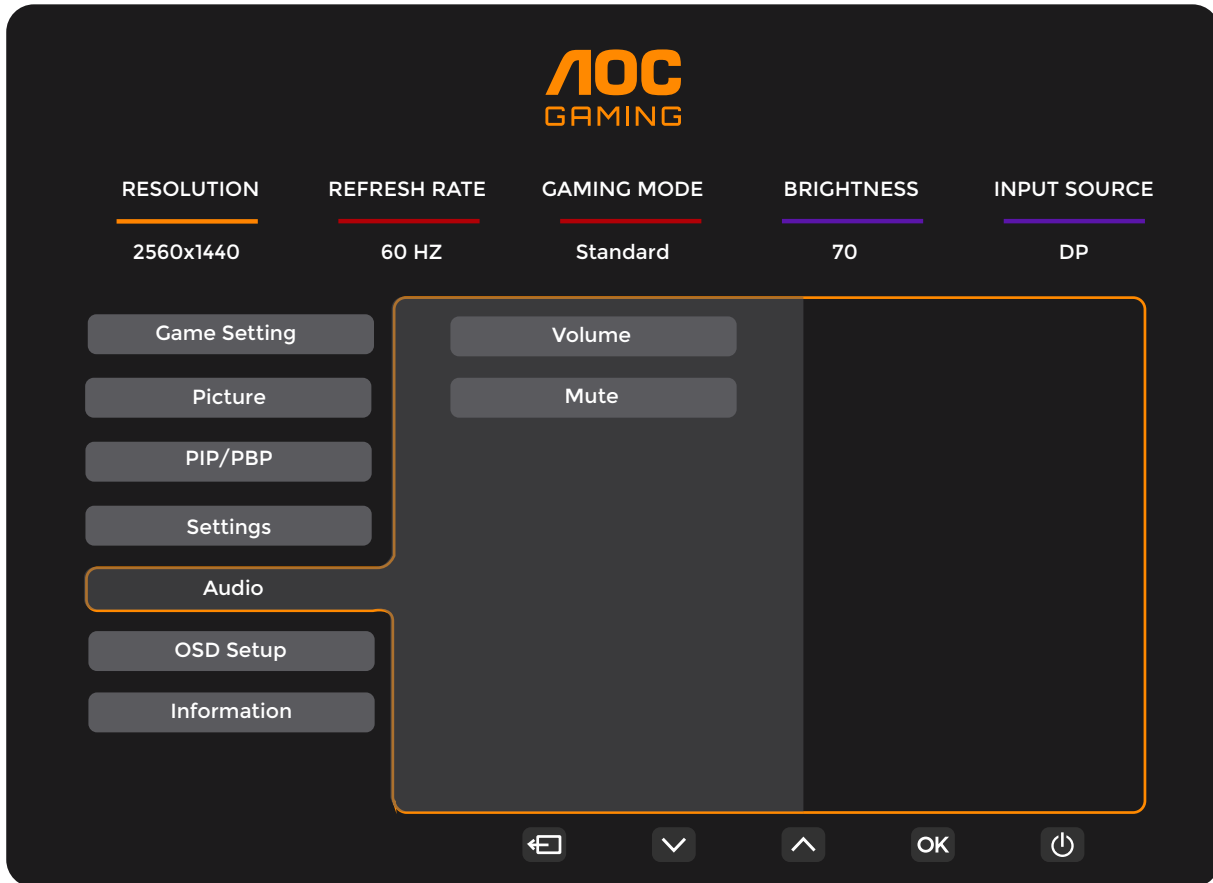 AOC
GAMING
RESOLUTION REFRESH RATE GAMING MODE BRIGHTNESS INPUT SOURCE
2560x1440 60 HZ Standard 70 DP
Game Setting Volume
Picture Mute
PIP/PBP
Settings
Audio
OSD Setup
Information
OK